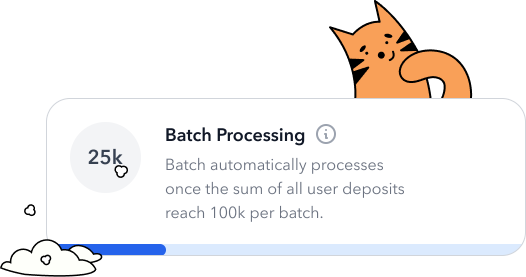 25k
Batch Processing
Batch automatically processes
once the sum of all user deposits
reach 100k per batch.